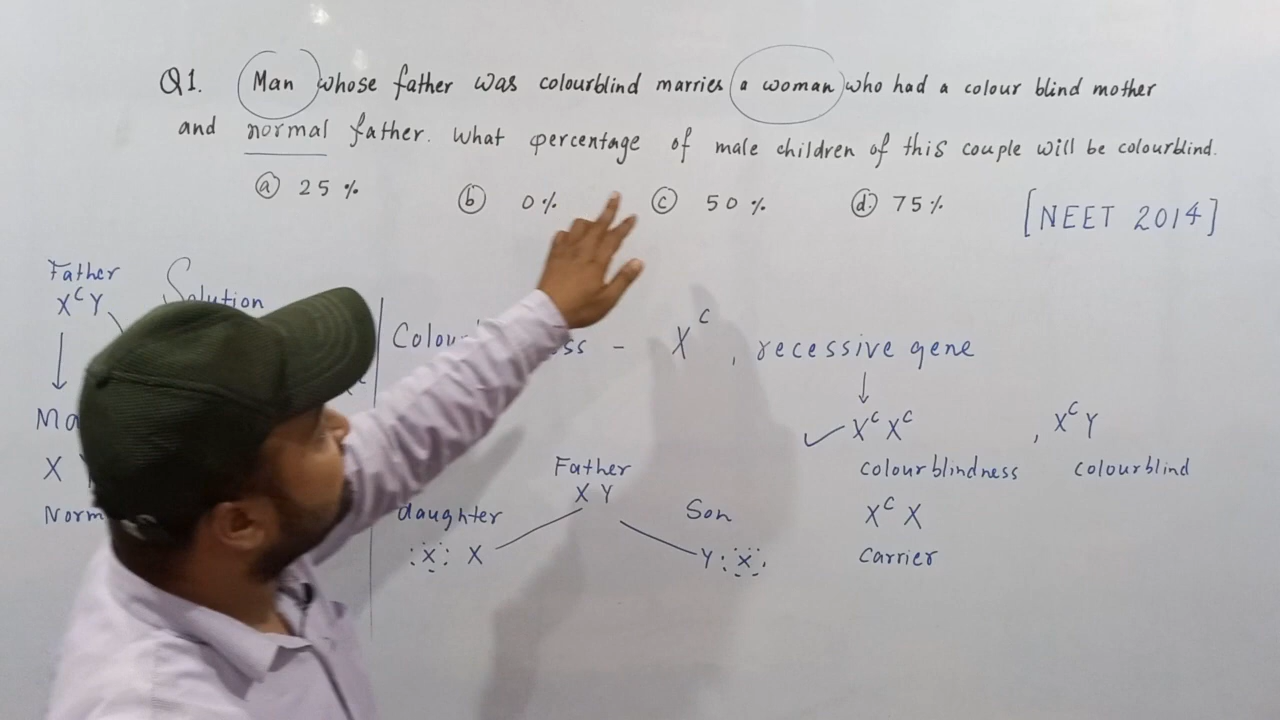 Q1. Man whose father was colourblind marries a woman who had a colour blind mother
and normal father. What percentage of male children of this couple will be colourblind.
(a) 25 % (b) 0 % (c) 50 % (d) 75 % [NEET 2014]
Father
X^C Y
Solution
X
Norm
X^C, recessive gene
X^C X^C, X^C Y
colourblindness colourblind
X^C X
Carrier
Father
X Y
daughter Son
X X Y X